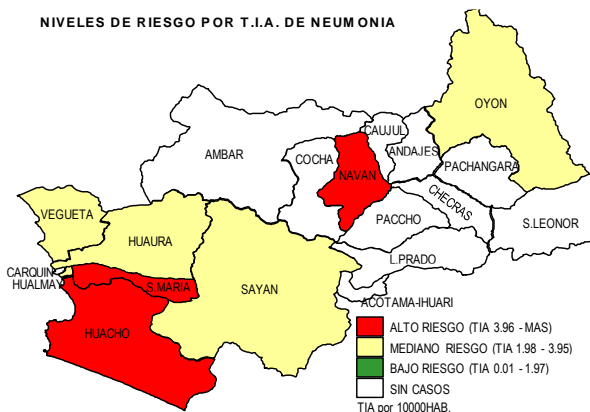 NIVELES DE RIESGO POR T.I.A. DE NEUMONIA
OYON
CAUJUL
ANDAJES
AMBAR
COCHA
NAVAN
PACHANGARA
CHECRAS
VEGUETA
PACCHO
S.LEONOR
HUAURA
L.PRADO
CARQUIN
HUALMAY
S.MARIA
SAYAN
ACOTAMA-IHUARI
HUACHO
ALTO RIESGO (TIA 3.96 - MAS)
MEDIANO RIESGO (TIA 1.98 - 3.95)
BAJO RIESGO (TIA 0.01 - 1.97)
SIN CASOS
TIA por 10000HAB.